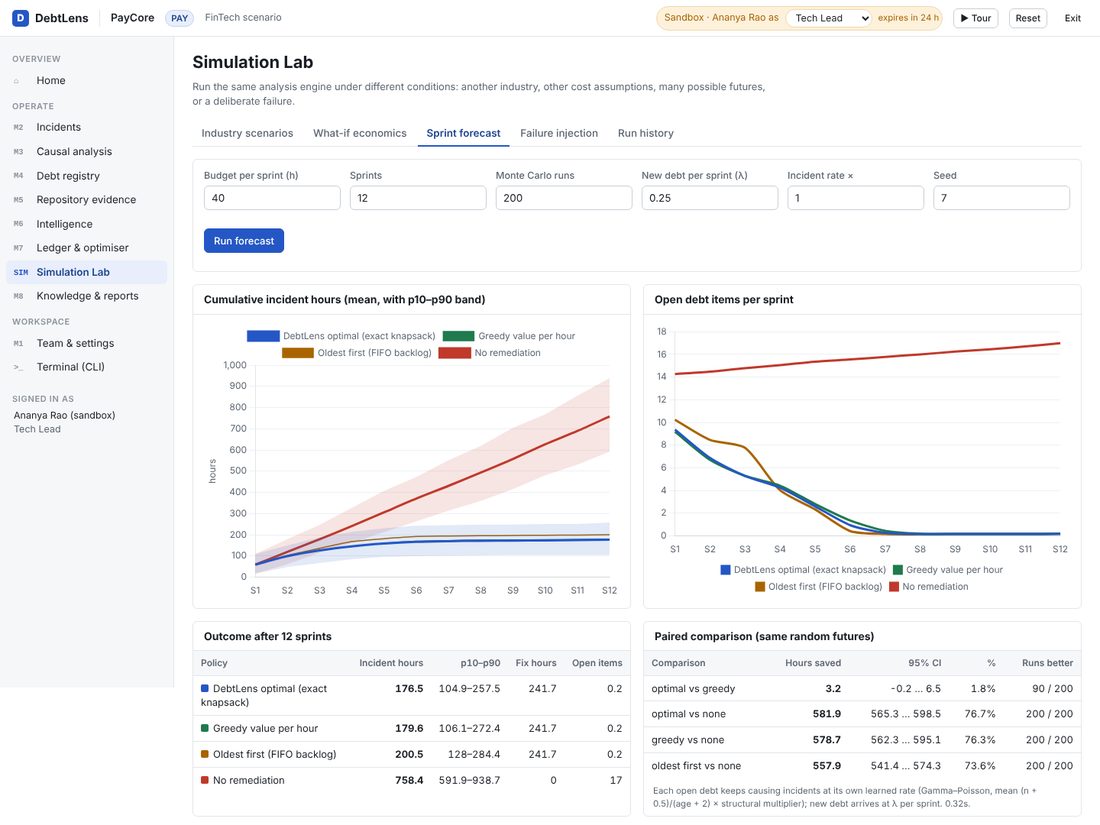 D DebtLens PayCore PAY FinTech scenario Sandbox · Ananya Rao as Tech Lead expires in 24 h ▶ Tour Reset Exit
OVERVIEW
⌂ Home
OPERATE
M2 Incidents
M3 Causal analysis
M4 Debt registry
M5 Repository evidence
M6 Intelligence
M7 Ledger & optimiser
SIM Simulation Lab
M8 Knowledge & reports
WORKSPACE
M1 Team & settings
>_ Terminal (CLI)
SIGNED IN AS
Ananya Rao (sandbox)
Tech Lead
Simulation Lab
Run the same analysis engine under different conditions: another industry, other cost assumptions, many possible futures,
or a deliberate failure.
Industry scenarios What-if economics Sprint forecast Failure injection Run history
Budget per sprint (h) Sprints Monte Carlo runs New debt per sprint (λ) Incident rate × Seed
40 12 200 0.25 1 7
Run forecast
Cumulative incident hours (mean, with p10–p90 band)
DebtLens optimal (exact knapsack) Greedy value per hour
Oldest first (FIFO backlog) No remediation
1,000
900
800
700
600
500
400
300
200
100
0
hours
S1 S2 S3 S4 S5 S6 S7 S8 S9 S10 S11 S12
Open debt items per sprint
18
16
14
12
10
8
6
4
2
0
S1 S2 S3 S4 S5 S6 S7 S8 S9 S10 S11 S12
DebtLens optimal (exact knapsack) Greedy value per hour
Oldest first (FIFO backlog) No remediation
Outcome after 12 sprints
Policy Incident hours p10–p90 Fix hours Open items
DebtLens optimal (exact 176.5 104.9–257.5 241.7 0.2
knapsack)
Greedy value per hour 179.6 106.1–272.4 241.7 0.2
Oldest first (FIFO backlog) 200.5 128–284.4 241.7 0.2
No remediation 758.4 591.9–938.7 0 17
Paired comparison (same random futures)
Comparison Hours saved 95% CI % Runs better
optimal vs greedy 3.2 -0.2 … 6.5 1.8% 90 / 200
optimal vs none 581.9 565.3 … 598.5 76.7% 200 / 200
greedy vs none 578.7 562.3 … 595.1 76.3% 200 / 200
oldest first vs none 557.9 541.4 … 574.3 73.6% 200 / 200
Each open debt keeps causing incidents at its own learned rate (Gamma–Poisson, mean (n +
0.5)/(age + 2) × structural multiplier); new debt arrives at λ per sprint. 0.32s.